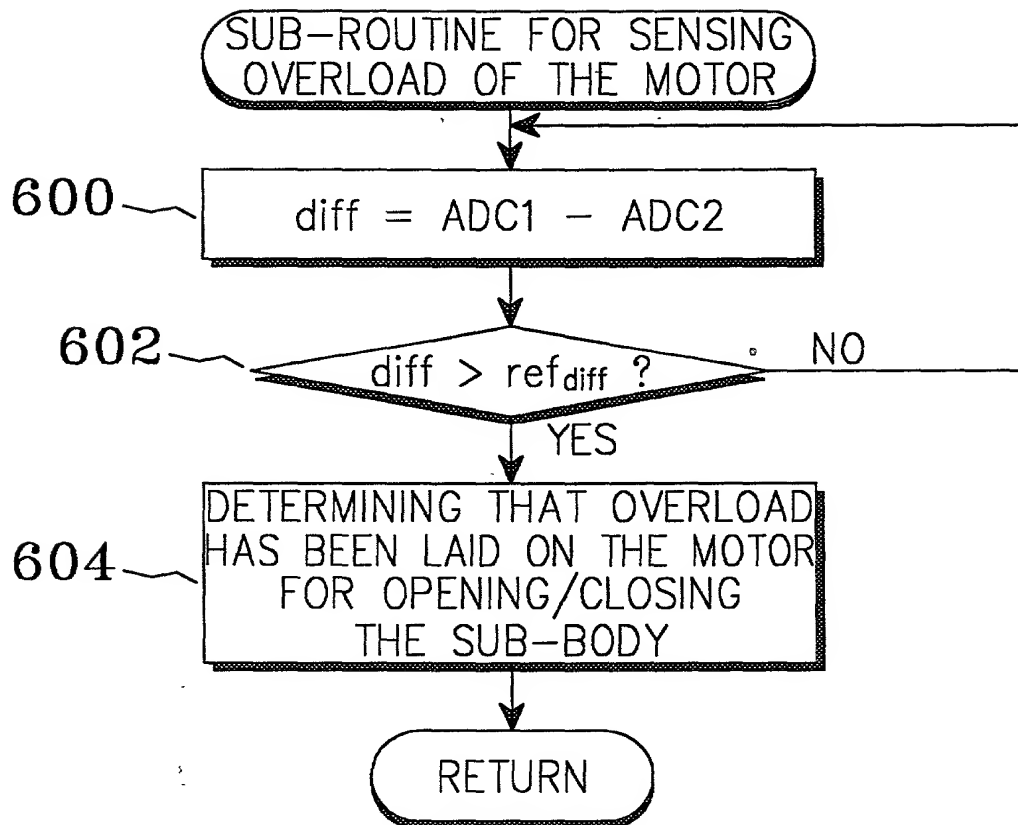 SUB-ROUTINE FOR SENSING
OVERLOAD OF THE MOTOR
600
diff = ADC1 - ADC2
602
diff > refdiff ?
NO
YES
604
DETERMINING THAT OVERLOAD
HAS BEEN LAID ON THE MOTOR
FOR OPENING/CLOSING
THE SUB-BODY
RETURN